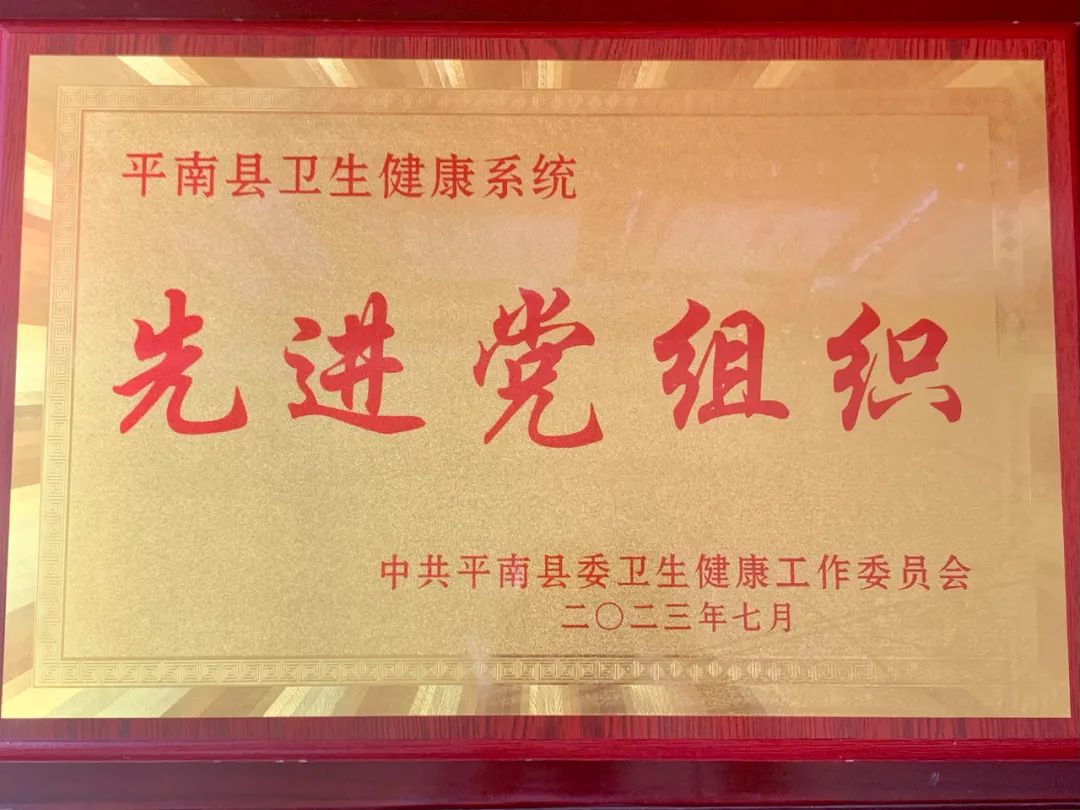 平南县卫生健康系统
先进党组织
中共平南县委卫生健康工作委员会
二〇二三年七月